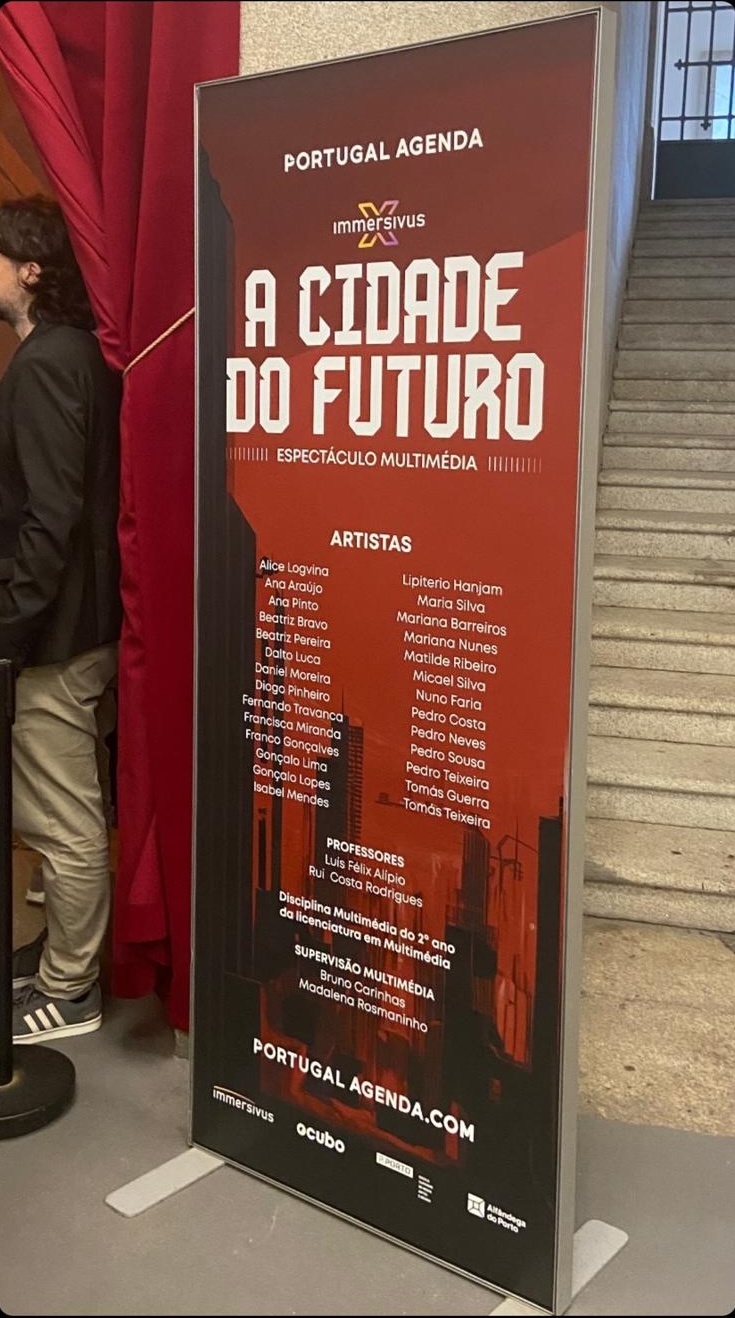 PORTUGAL AGENDA
immersivus
A CIDADE
DO FUTURO
ESPECTÁCULO MULTIMÉDIA
ARTISTAS
Alice Logvina
Ana Araújo
Ana Pinto
Beatriz Bravo
Beatriz Pereira
Dalto Luca
Daniel Moreira
Diogo Pinheiro
Fernando Travanca
Francisca Miranda
Franco Gonçalves
Gonçalo Lima
Gonçalo Lopes
Isabel Mendes
Lipiterio Hanjam
Maria Silva
Mariana Barreiros
Mariana Nunes
Matilde Ribeiro
Micael Silva
Nuno Faria
Pedro Costa
Pedro Neves
Pedro Sousa
Pedro Teixeira
Tomás Guerra
Tomás Teixeira
PROFESSORES
Luís Félix Alípio
Rui Costa Rodrigues
Disciplina Multimédia do 2º ano
da licenciatura em Multimédia
SUPERVISÃO MULTIMÉDIA
Bruno Carinhas
Madalena Rosmaninho
PORTUGAL AGENDA.COM
immersivus
ocubo
P.PORTO
Alfândega
do Porto